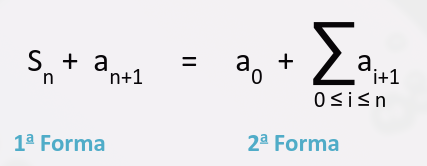 Sn + an+1 = a0 + ∑ai+1
0 ≤ i ≤ n
1ª Forma 2ª Forma